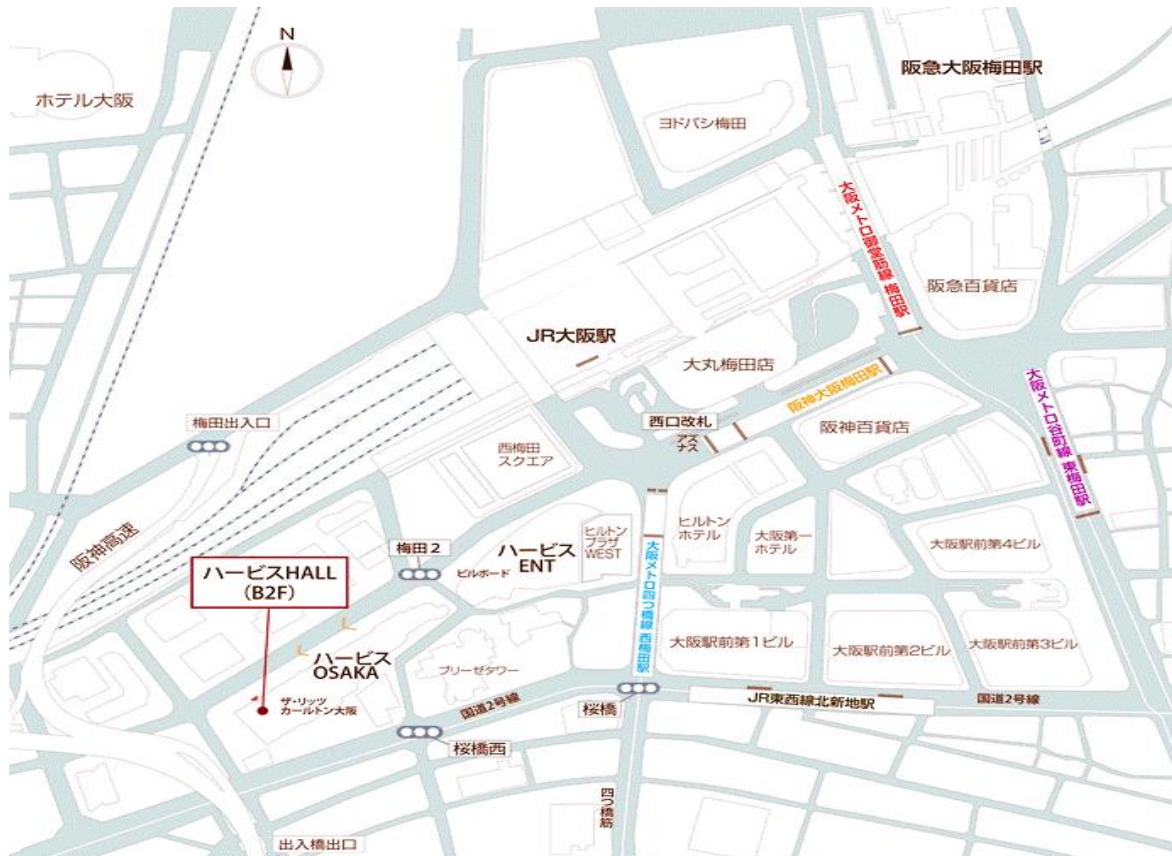 N
ホテル大阪
阪急大阪梅田駅
ヨドバシ梅田
大阪メトロ御堂筋線 梅田駅
阪急百貨店
JR大阪駅
大丸梅田店
阪神大阪梅田駅
大阪メトロ谷町線 東梅田駅
西口改札
アズ
ナス
阪神百貨店
梅田出入口
西梅田
スクエア
阪神高速
梅田2
ハービス
ENT
ビルボード
ヒルトン
プラザ
WEST
ヒルトン
ホテル
大阪第一
ホテル
大阪駅前第4ビル
ハービスHALL
(B2F)
大阪メトロ四つ橋線 西梅田駅
大阪駅前第1ビル
大阪駅前第2ビル
大阪駅前第3ビル
ハービス
OSAKA
ブリーゼタワー
ザ・リッツ
カールトン大阪
国道2号線
桜橋
JR東西線北新地駅
国道2号線
桜橋西
四つ橋筋
出入橋出口